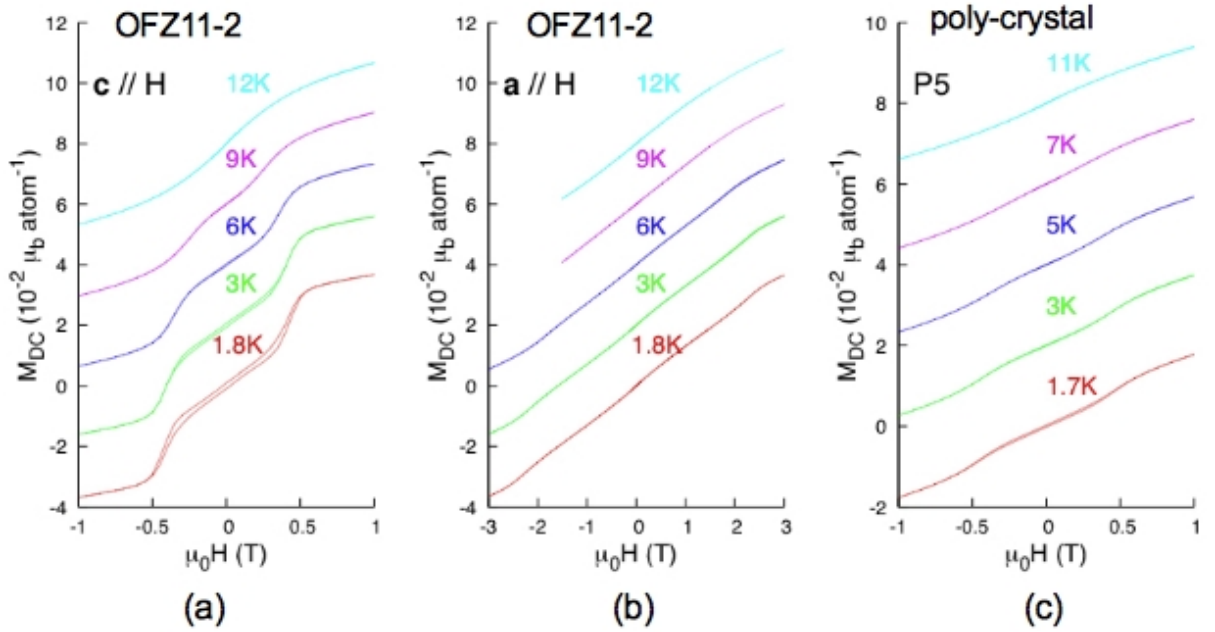 OFZ11-2
c // H
12K
9K
6K
3K
1.8K
12
10
8
6
4
2
0
-2
-4
M_DC (10^-2 μ_b atom^-1)
-1 -0.5 0 0.5 1
μ_0H (T)
(a)
OFZ11-2
a // H
12K
9K
6K
3K
1.8K
12
10
8
6
4
2
0
-2
-4
M_DC (10^-2 μ_b atom^-1)
-3 -2 -1 0 1 2 3
μ_0H (T)
(b)
poly-crystal
P5
11K
7K
5K
3K
1.7K
10
8
6
4
2
0
-2
M_DC (10^-2 μ_b atom^-1)
-1 -0.5 0 0.5 1
μ_0H (T)
(c)